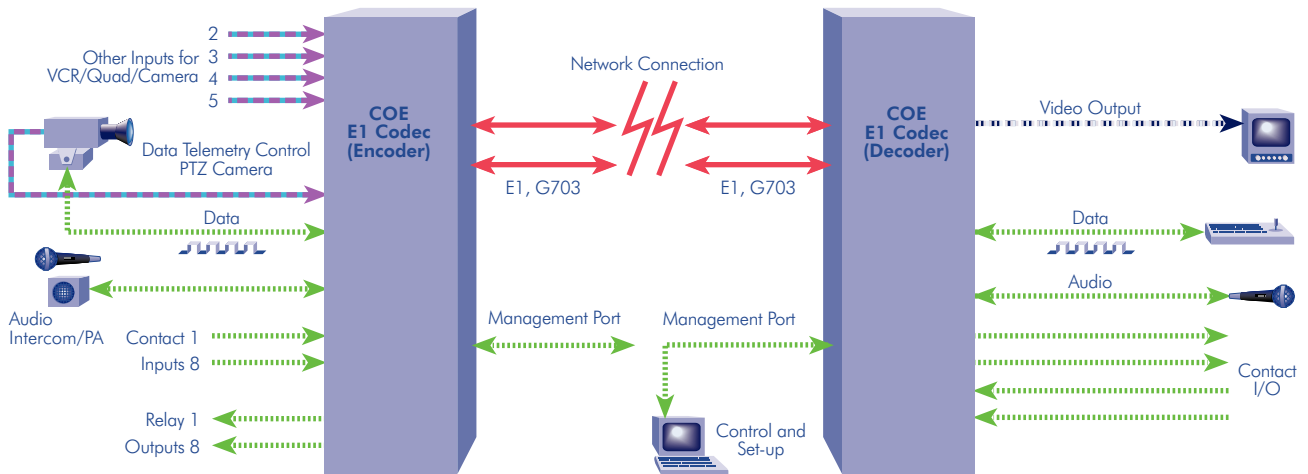 2
Other Inputs for
VCR/Quad/Camera
3
4
5
Data Telemetry Control
PTZ Camera
Data
Audio
Intercom/PA
Contact 1
Inputs 8
Relay 1
Outputs 8
COE
E1 Codec
(Encoder)
Network Connection
E1, G703
E1, G703
Management Port
Management Port
Control and
Set-up
COE
E1 Codec
(Decoder)
Video Output
Data
Audio
Contact
I/O